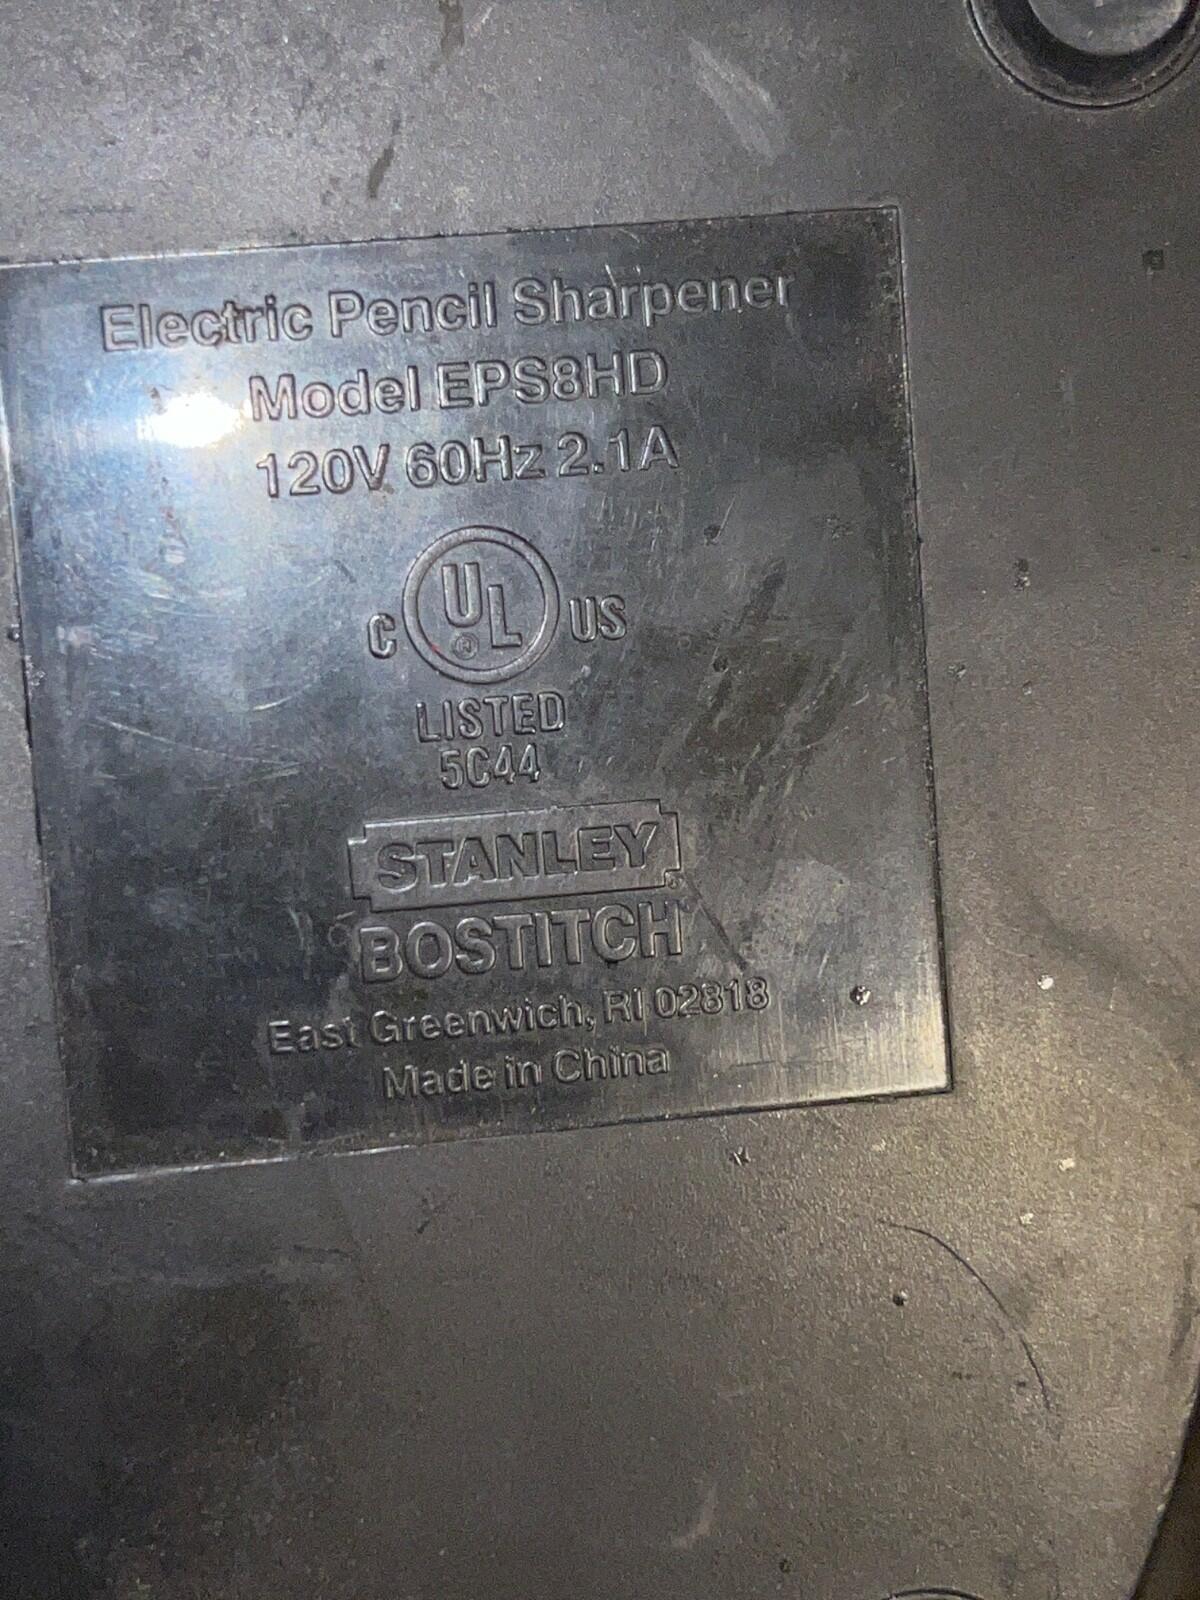 Electric Pencil Sharpener
Model EPS8HD
120V 60Hz 2.1A
C UL® US
LISTED
5C44
STANLEY®
BOSTITCH
East Greenwich, RI 02818
Made in China